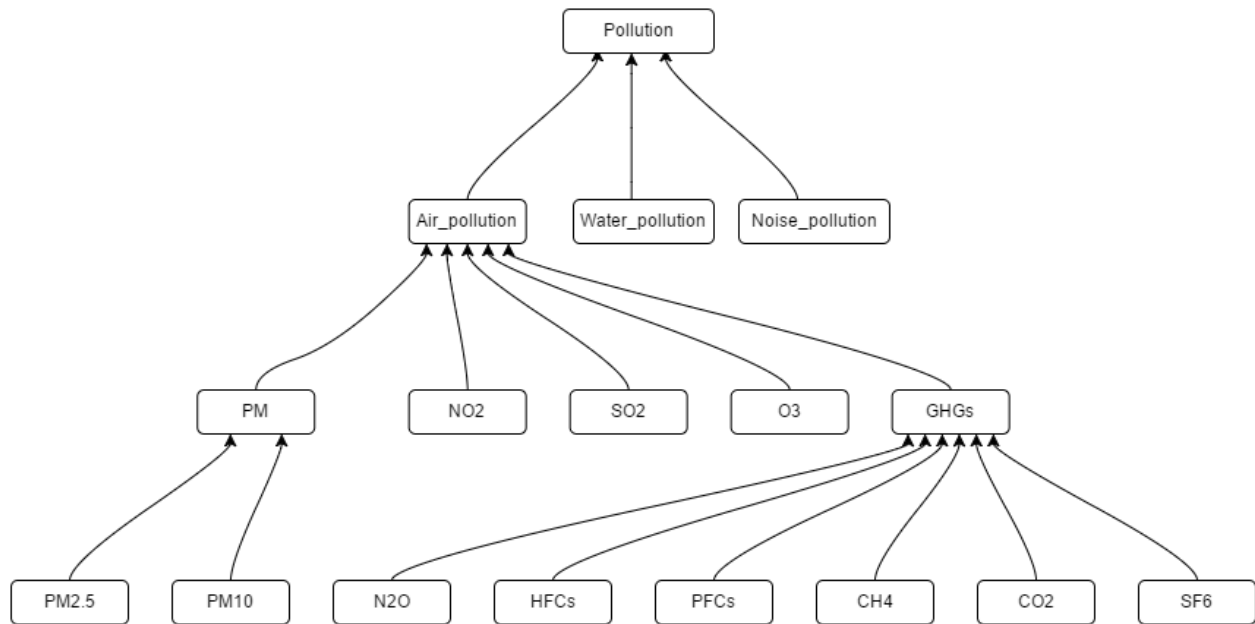 Pollution
Air_pollution
Water_pollution
Noise_pollution
PM
NO2
SO2
O3
GHGs
PM2.5
PM10
N2O
HFCs
PFCs
CH4
CO2
SF6